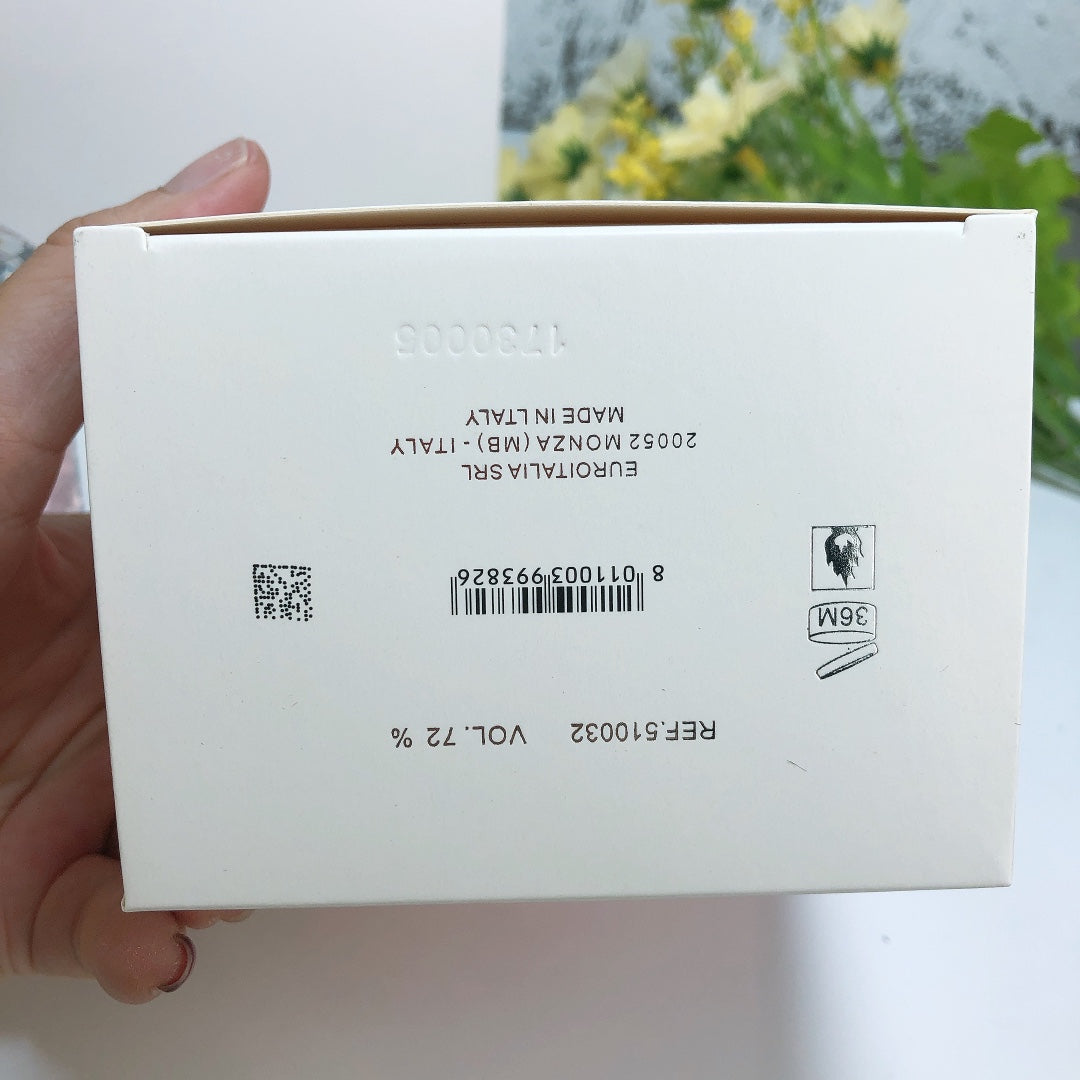 REF.510032 VOL. 72 %
36M
8 011003 993826
EUROITALIA SRL
20052 MONZA (MB) - ITALY
MADE IN LTALY
1730005